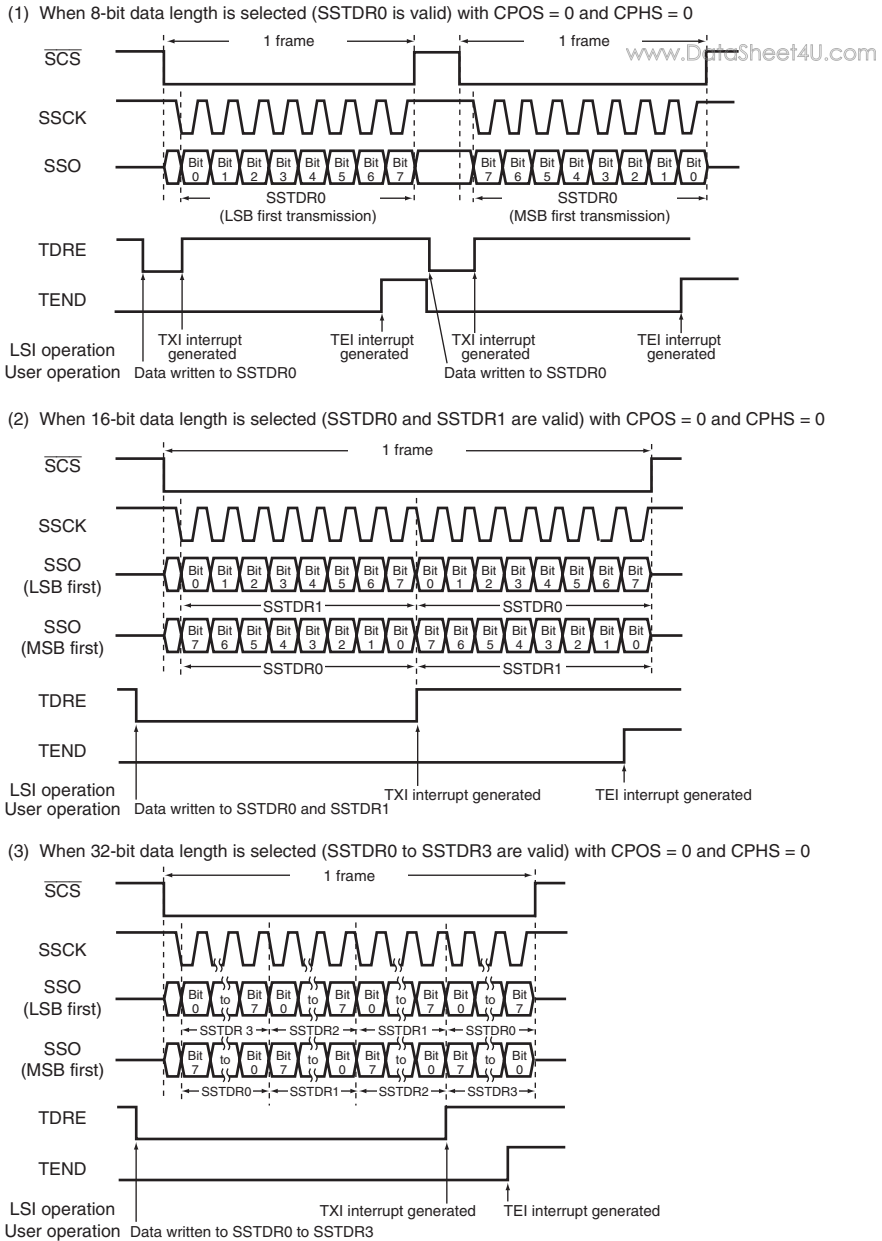 (1) When 8-bit data length is selected (SSTDR0 is valid) with CPOS = 0 and CPHS = 0
1 frame 1 frame
www.DataSheet4U.com
SCS
SSCK
SSO Bit 0 Bit 1 Bit 2 Bit 3 Bit 4 Bit 5 Bit 6 Bit 7 Bit 7 Bit 6 Bit 5 Bit 4 Bit 3 Bit 2 Bit 1 Bit 0
SSTDR0 SSTDR0
(LSB first transmission) (MSB first transmission)
TDRE
TEND
LSI operation TXI interrupt generated TEI interrupt generated TXI interrupt generated TEI interrupt generated
User operation Data written to SSTDR0 Data written to SSTDR0
(2) When 16-bit data length is selected (SSTDR0 and SSTDR1 are valid) with CPOS = 0 and CPHS = 0
1 frame
SCS
SSCK
SSO (LSB first) Bit 0 Bit 1 Bit 2 Bit 3 Bit 4 Bit 5 Bit 6 Bit 7 Bit 0 Bit 1 Bit 2 Bit 3 Bit 4 Bit 5 Bit 6 Bit 7
SSTDR1 SSTDR0
SSO (MSB first) Bit 7 Bit 6 Bit 5 Bit 4 Bit 3 Bit 2 Bit 1 Bit 0 Bit 7 Bit 6 Bit 5 Bit 4 Bit 3 Bit 2 Bit 1 Bit 0
SSTDR0 SSTDR1
TDRE
TEND
LSI operation TXI interrupt generated TEI interrupt generated
User operation Data written to SSTDR0 and SSTDR1
(3) When 32-bit data length is selected (SSTDR0 to SSTDR3 are valid) with CPOS = 0 and CPHS = 0
1 frame
SCS
SSCK
SSO (LSB first) Bit 0 to Bit 7 Bit 0 to Bit 7 Bit 0 to Bit 7 Bit 0 to Bit 7
SSTDR 3 SSTDR2 SSTDR1 SSTDR0
SSO (MSB first) Bit 7 to Bit 0 Bit 7 to Bit 0 Bit 7 to Bit 0 Bit 7 to Bit 0
SSTDR0 SSTDR1 SSTDR2 SSTDR3
TDRE
TEND
LSI operation TXI interrupt generated TEI interrupt generated
User operation Data written to SSTDR0 to SSTDR3